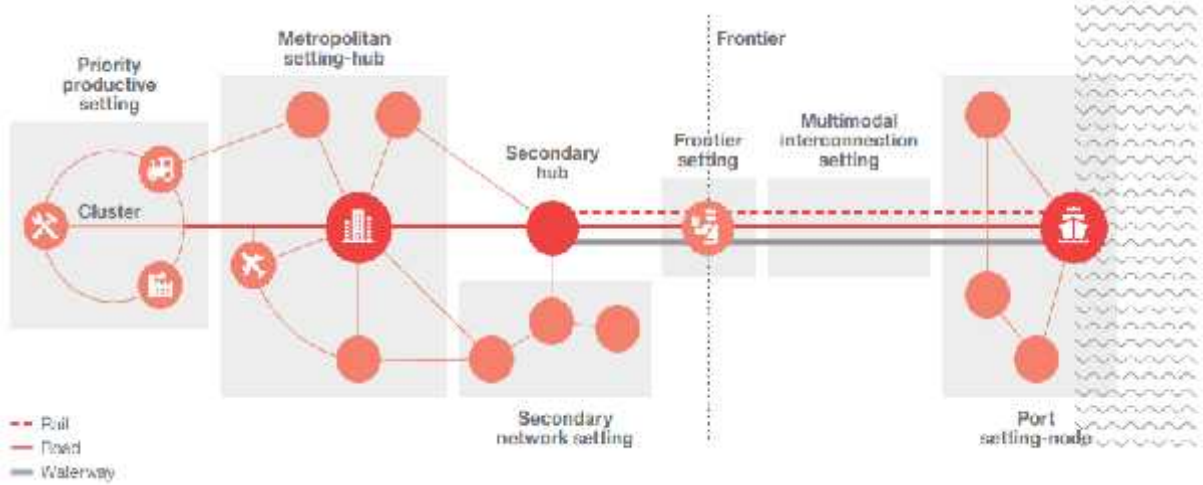 Metropolitan
setting-hub
Frontier
Priority
productive
setting
Multimodal
interconnection
setting
Secondary
hub
Frontier
setting
Cluster
Secondary
network setting
Port
setting-node
Rail
Road
Waterway